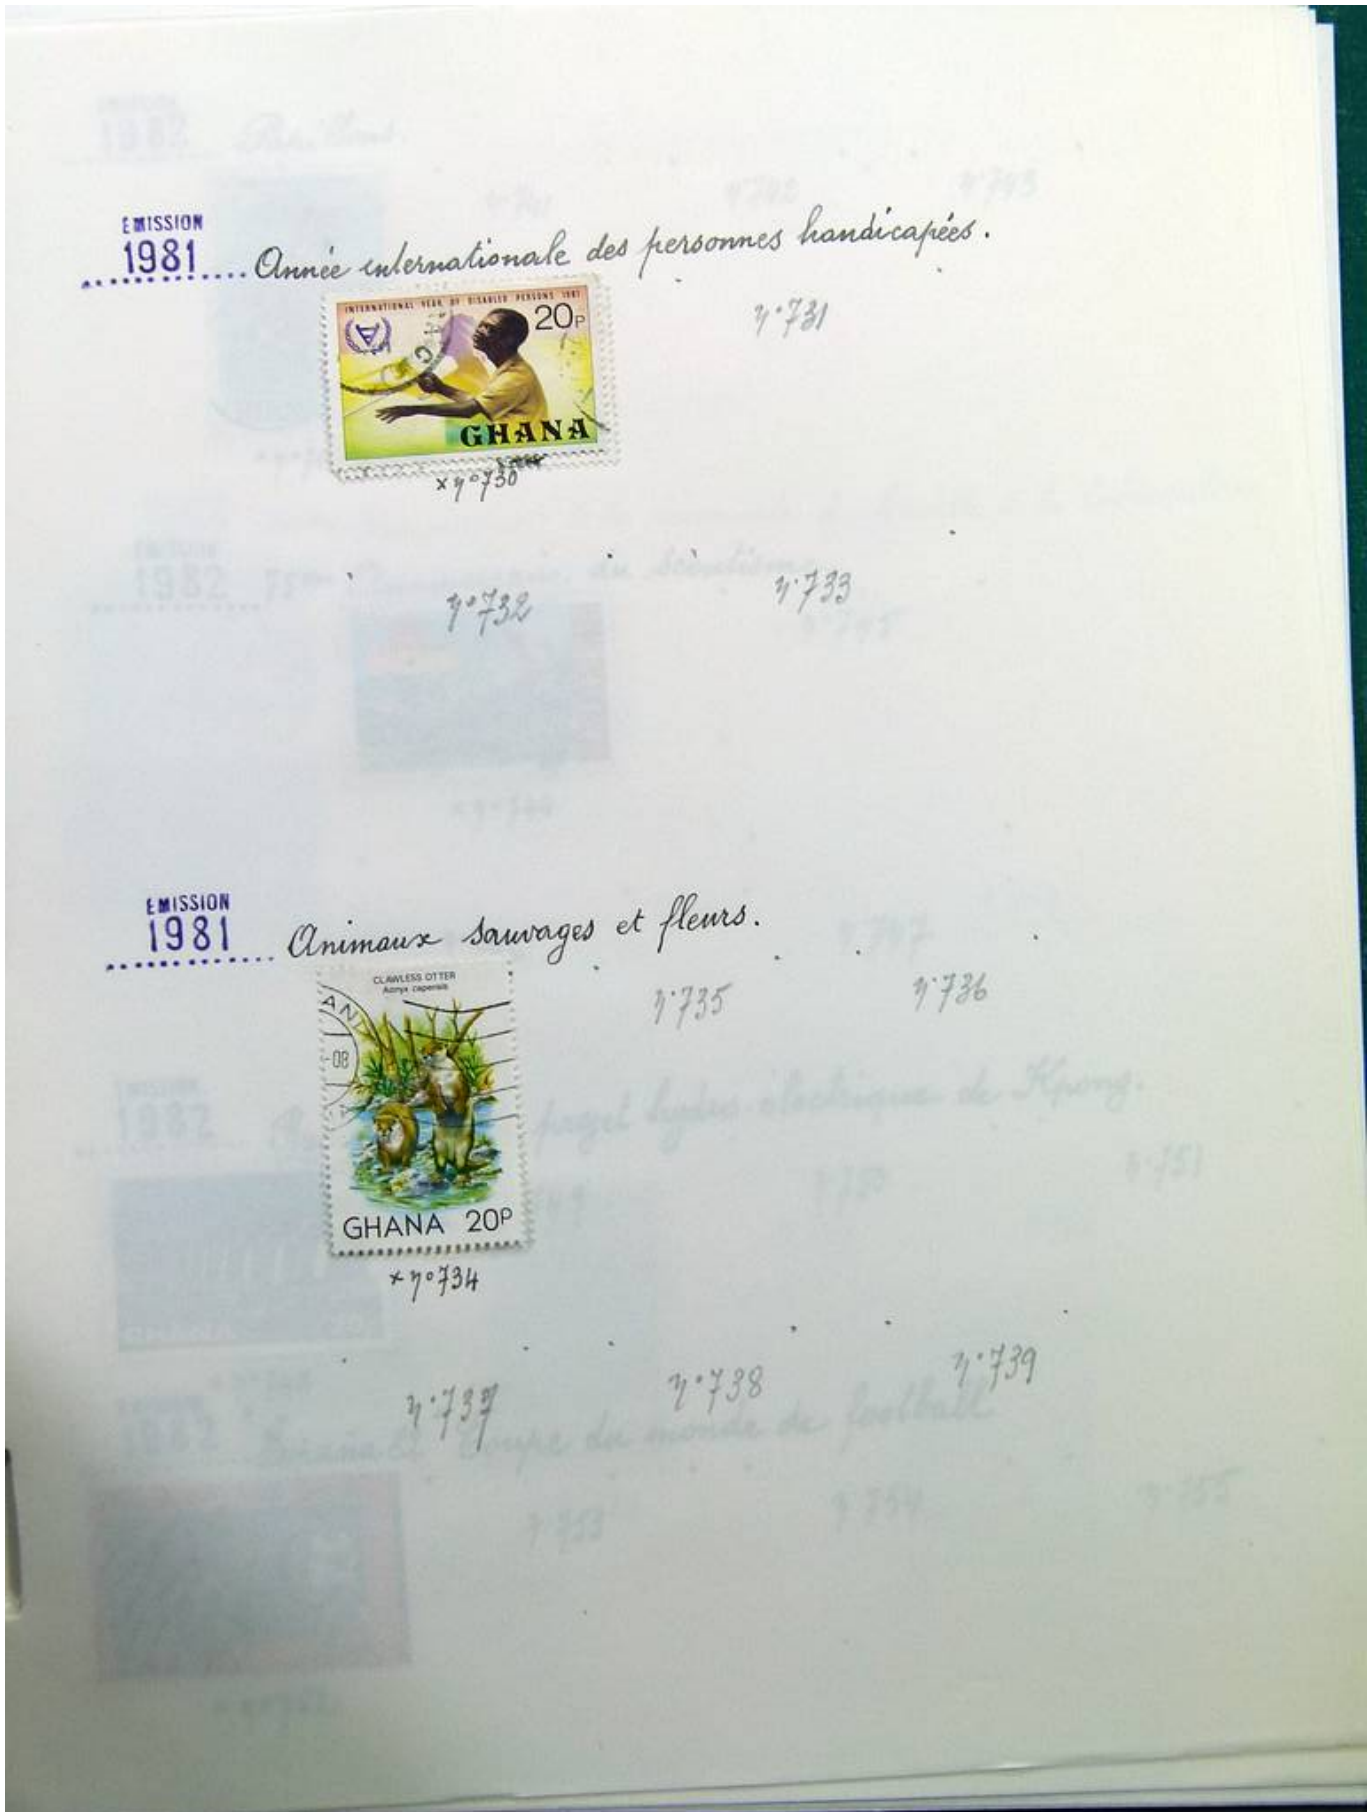 EMISSION
1981 Année internationale des personnes handicapées.
INTERNATIONAL YEAR OF DISABLED PERSONS 1981
20P
GHANA
n°731
x n°730
n°732
n°733
EMISSION
1981 Animaux sauvages et fleurs.
CLAWLESS OTTER
Aonyx capensis
-08
GHANA 20P
n°735
n°736
x n°734
n°737
n°738
n°739